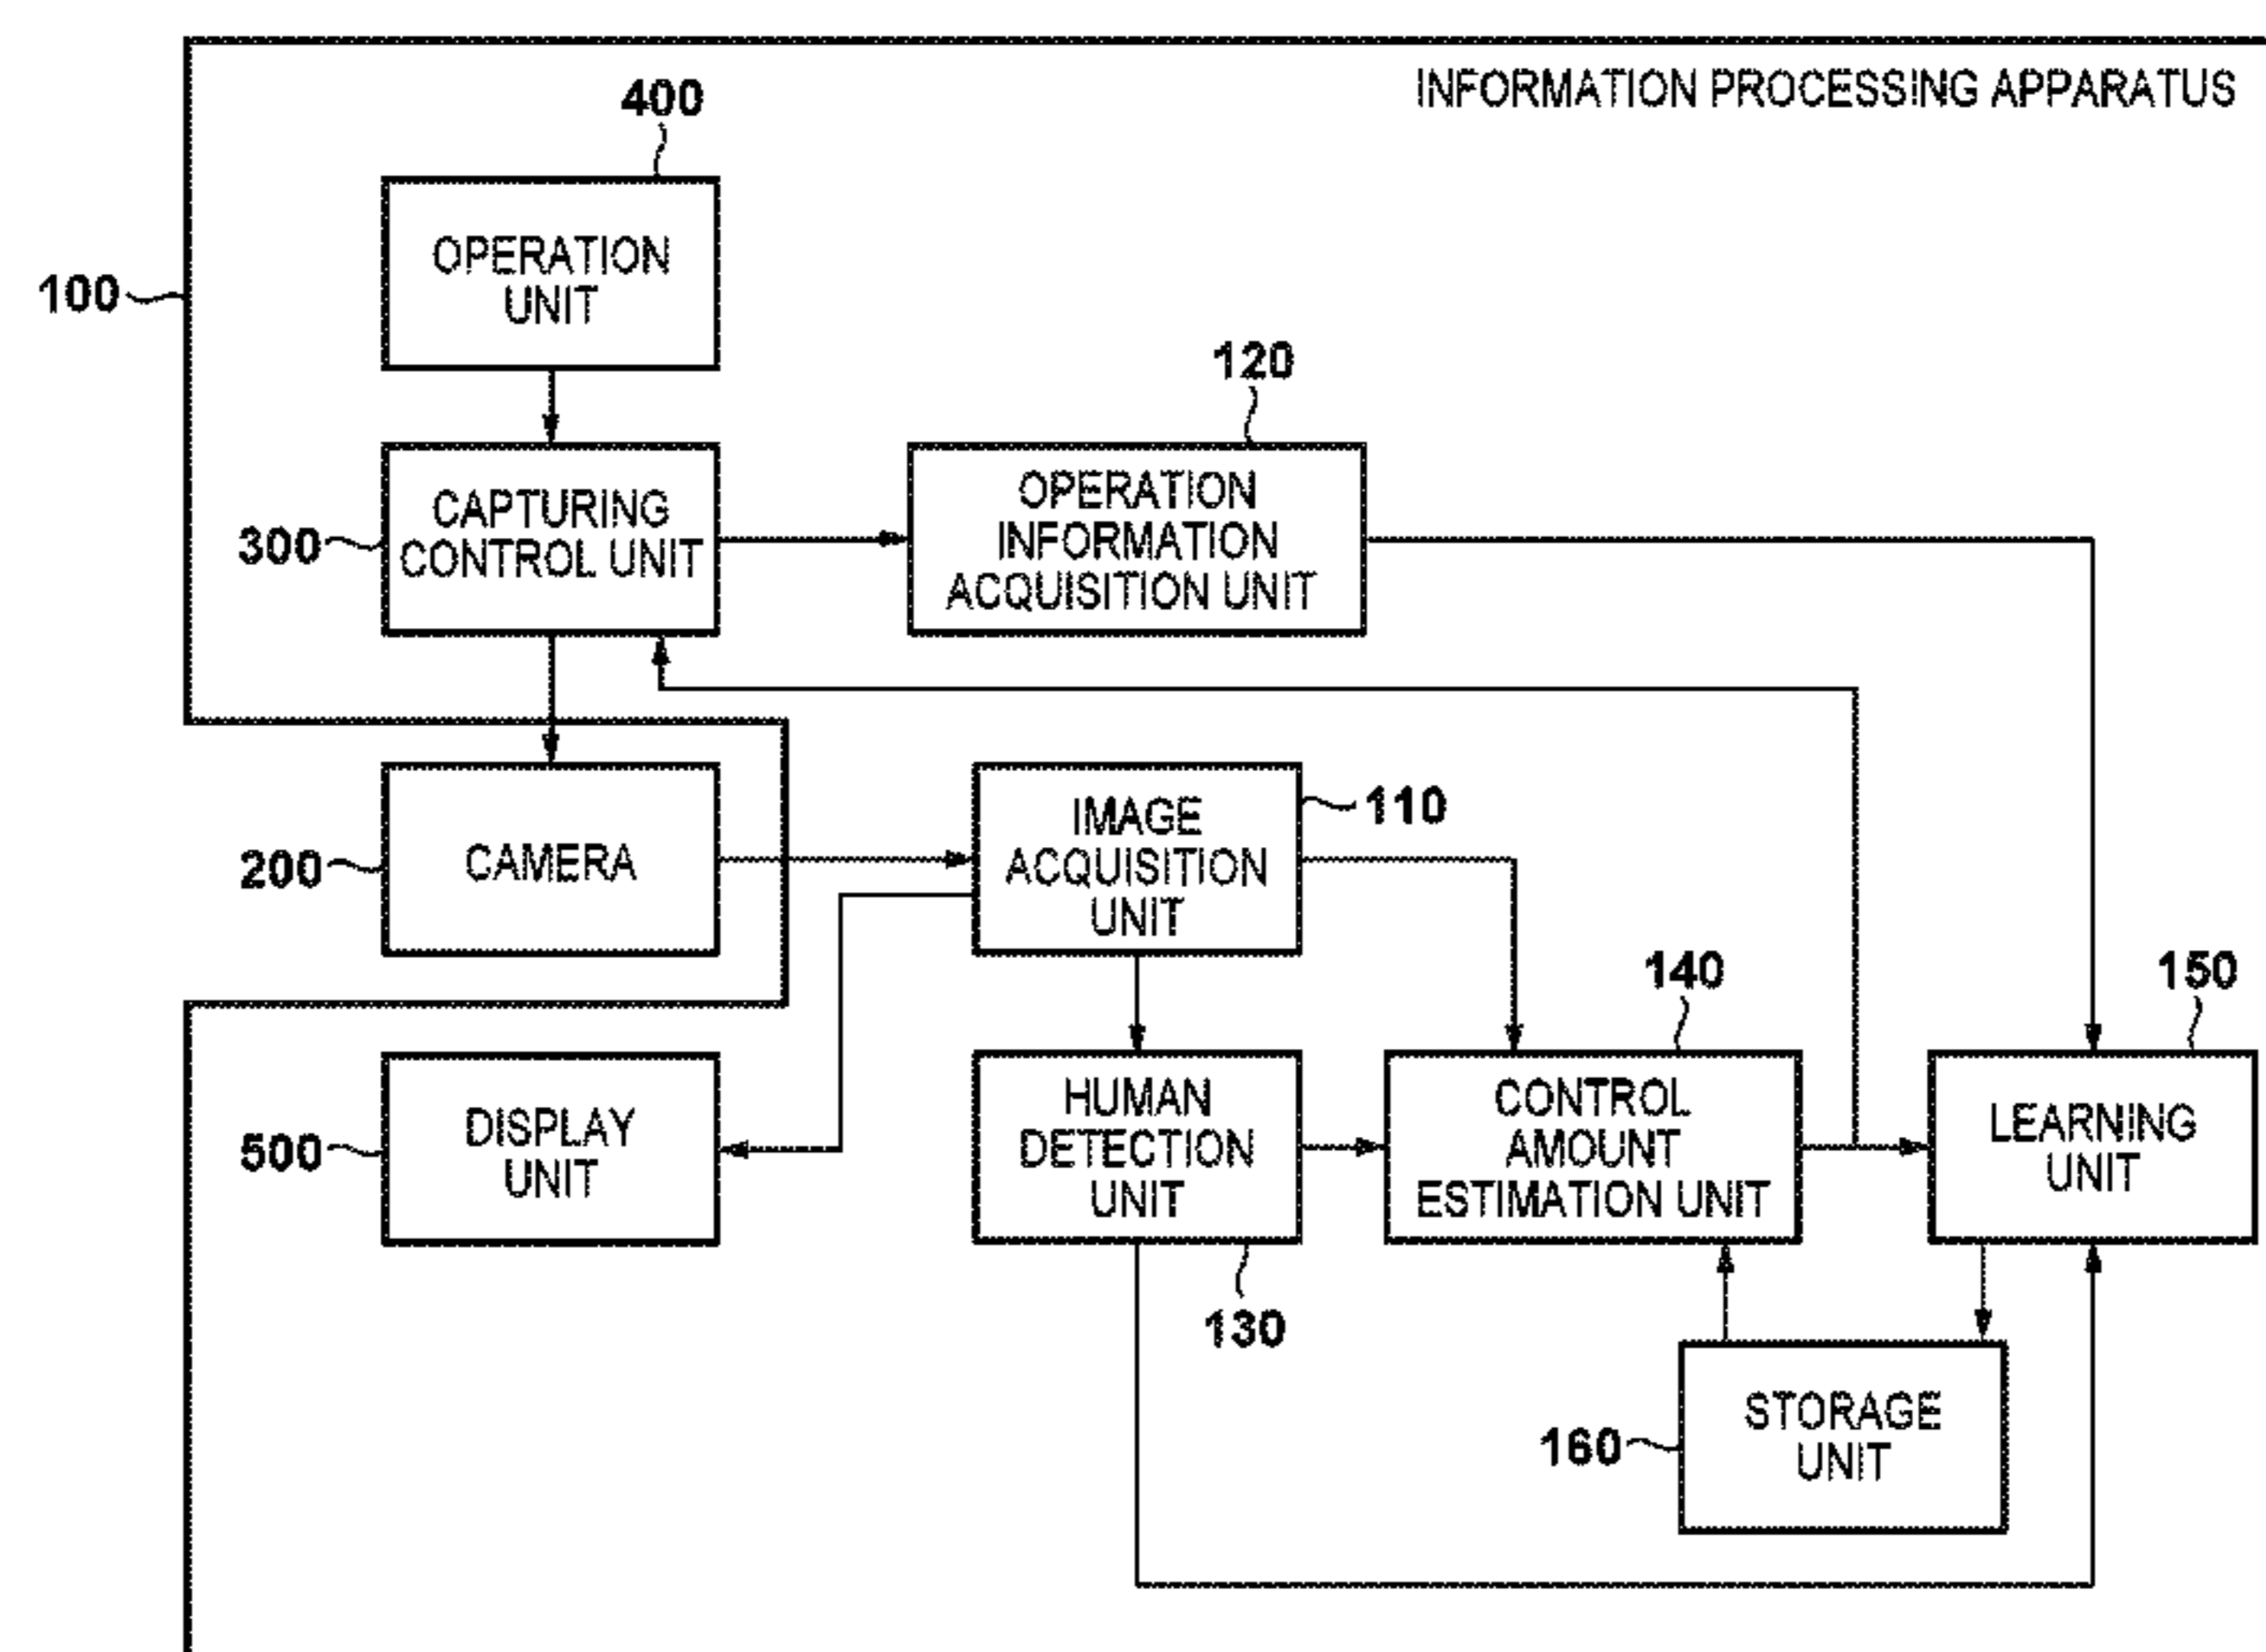 INFORMATION PROCESSING APPARATUS
400
OPERATION
UNIT
100
120
300
CAPTURING
CONTROL UNIT
OPERATION
INFORMATION
ACQUISITION UNIT
200
CAMERA
IMAGE
ACQUISITION
UNIT
110
140
150
500
DISPLAY
UNIT
HUMAN
DETECTION
UNIT
CONTROL
AMOUNT
ESTIMATION UNIT
LEARNING
UNIT
130
160
STORAGE
UNIT